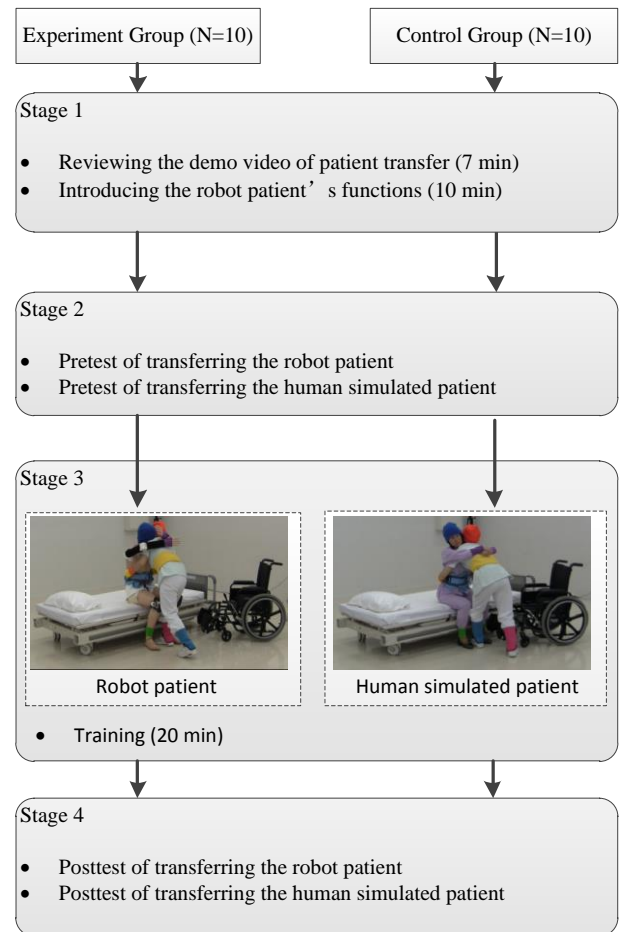 Experiment Group (N=10)
Control Group (N=10)
Stage 1
• Reviewing the demo video of patient transfer (7 min)
• Introducing the robot patient’s functions (10 min)
Stage 2
• Pretest of transferring the robot patient
• Pretest of transferring the human simulated patient
Stage 3
Robot patient
Human simulated patient
• Training (20 min)
Stage 4
• Posttest of transferring the robot patient
• Posttest of transferring the human simulated patient